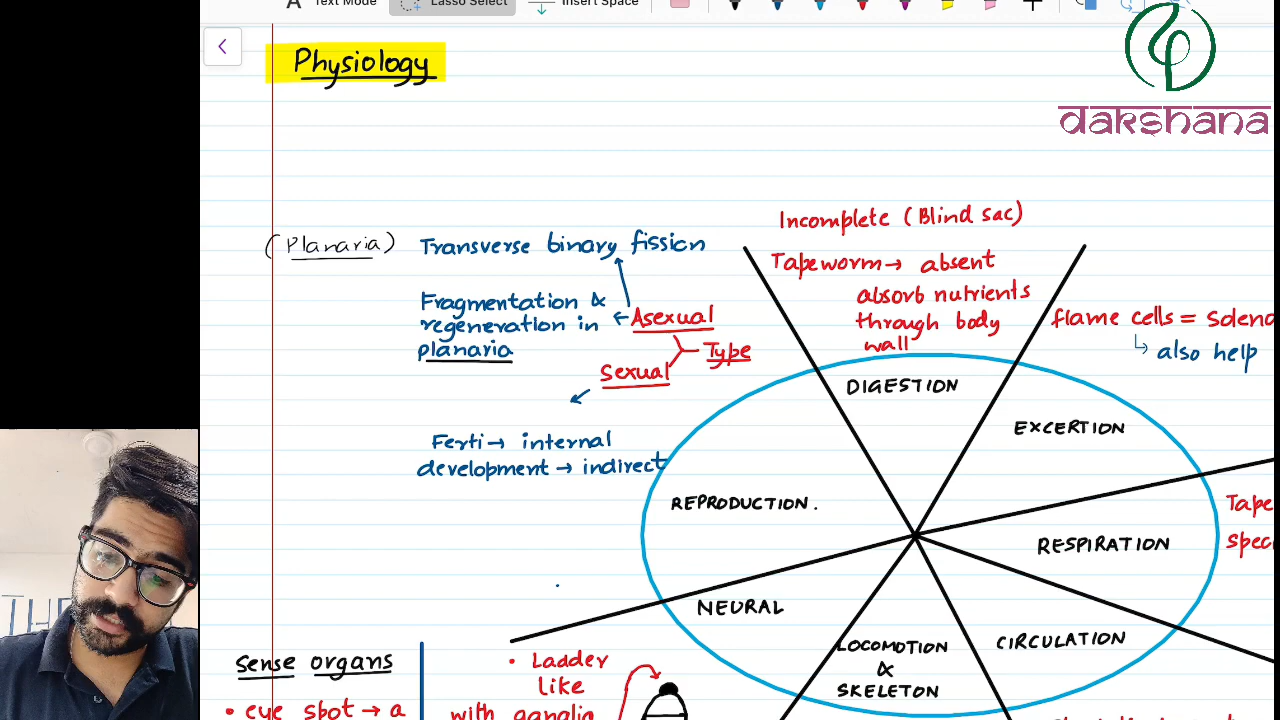 Text Mode
Lasso Select
Insert Space
Physiology
dakshana
Incomplete (Blind sac)
(Planaria) Transverse binary fission
Tapeworm→ absent
absorb nutrients
through body
wall
Fragmentation &
regeneration in
planaria
Asexual
Type
Sexual
flame cells = Soleno
↳ also help
DIGESTION
EXCERTION
Ferti→ internal
development → indirect
REPRODUCTION.
RESPIRATION
Tape
spec
NEURAL
LOCOMOTION
&
SKELETON
CIRCULATION
Sense organs
• eye spot → a
• Ladder
like
with ganglia